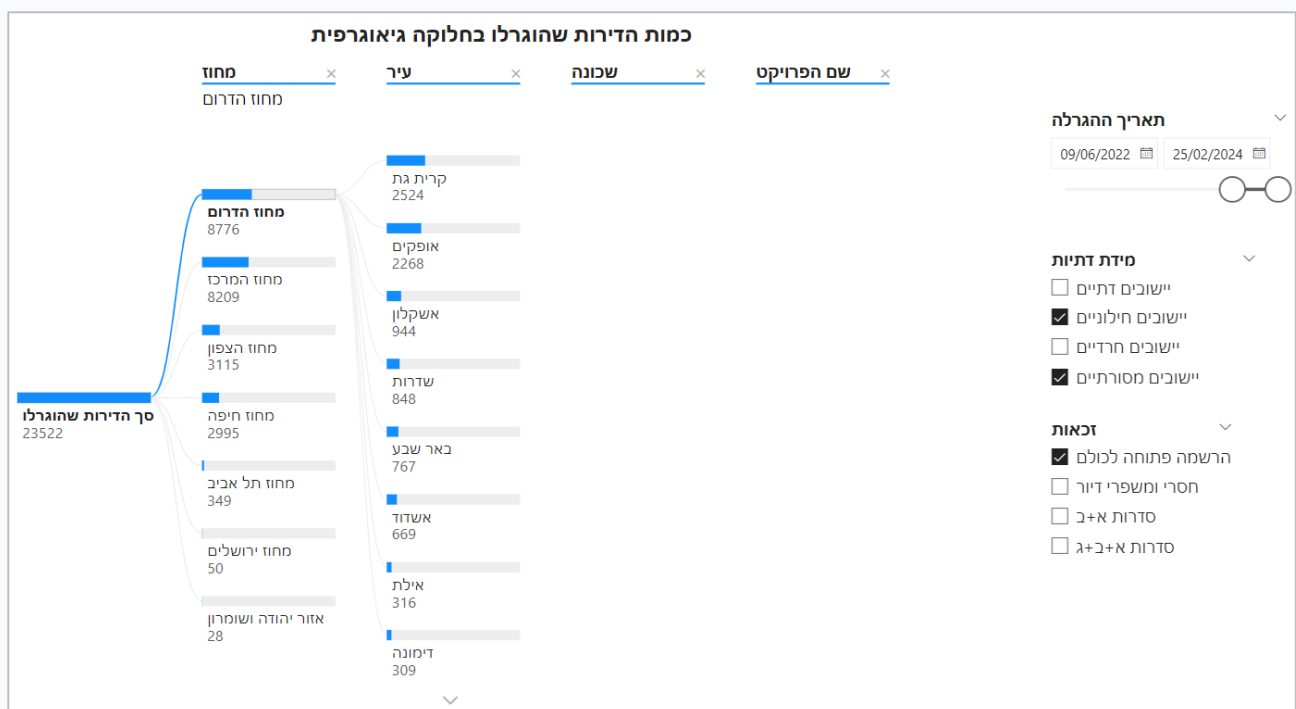 כמות הדירות שהוגרלו בחלוקה גיאוגרפית
מחוז
עיר
שכונה
שם הפרויקט
מחוז הדרום
סך הדירות שהוגרלו
23522
מחוז הדרום
8776
מחוז המרכז
8209
מחוז הצפון
3115
מחוז חיפה
2995
מחוז תל אביב
349
מחוז ירושלים
50
אזור יהודה ושומרון
28
קרית גת
2524
אופקים
2268
אשקלון
944
שדרות
848
באר שבע
767
אשדוד
669
אילת
316
דימונה
309
תאריך ההגרלה
09/06/2022
25/02/2024
מידת דתיות
יישובים דתיים
יישובים חילוניים
יישובים חרדיים
יישובים מסורתיים
זכאות
הרשמה פתוחה לכולם
חסרי ומשפרי דיור
סדרות א+ב
סדרות א+ב+ג